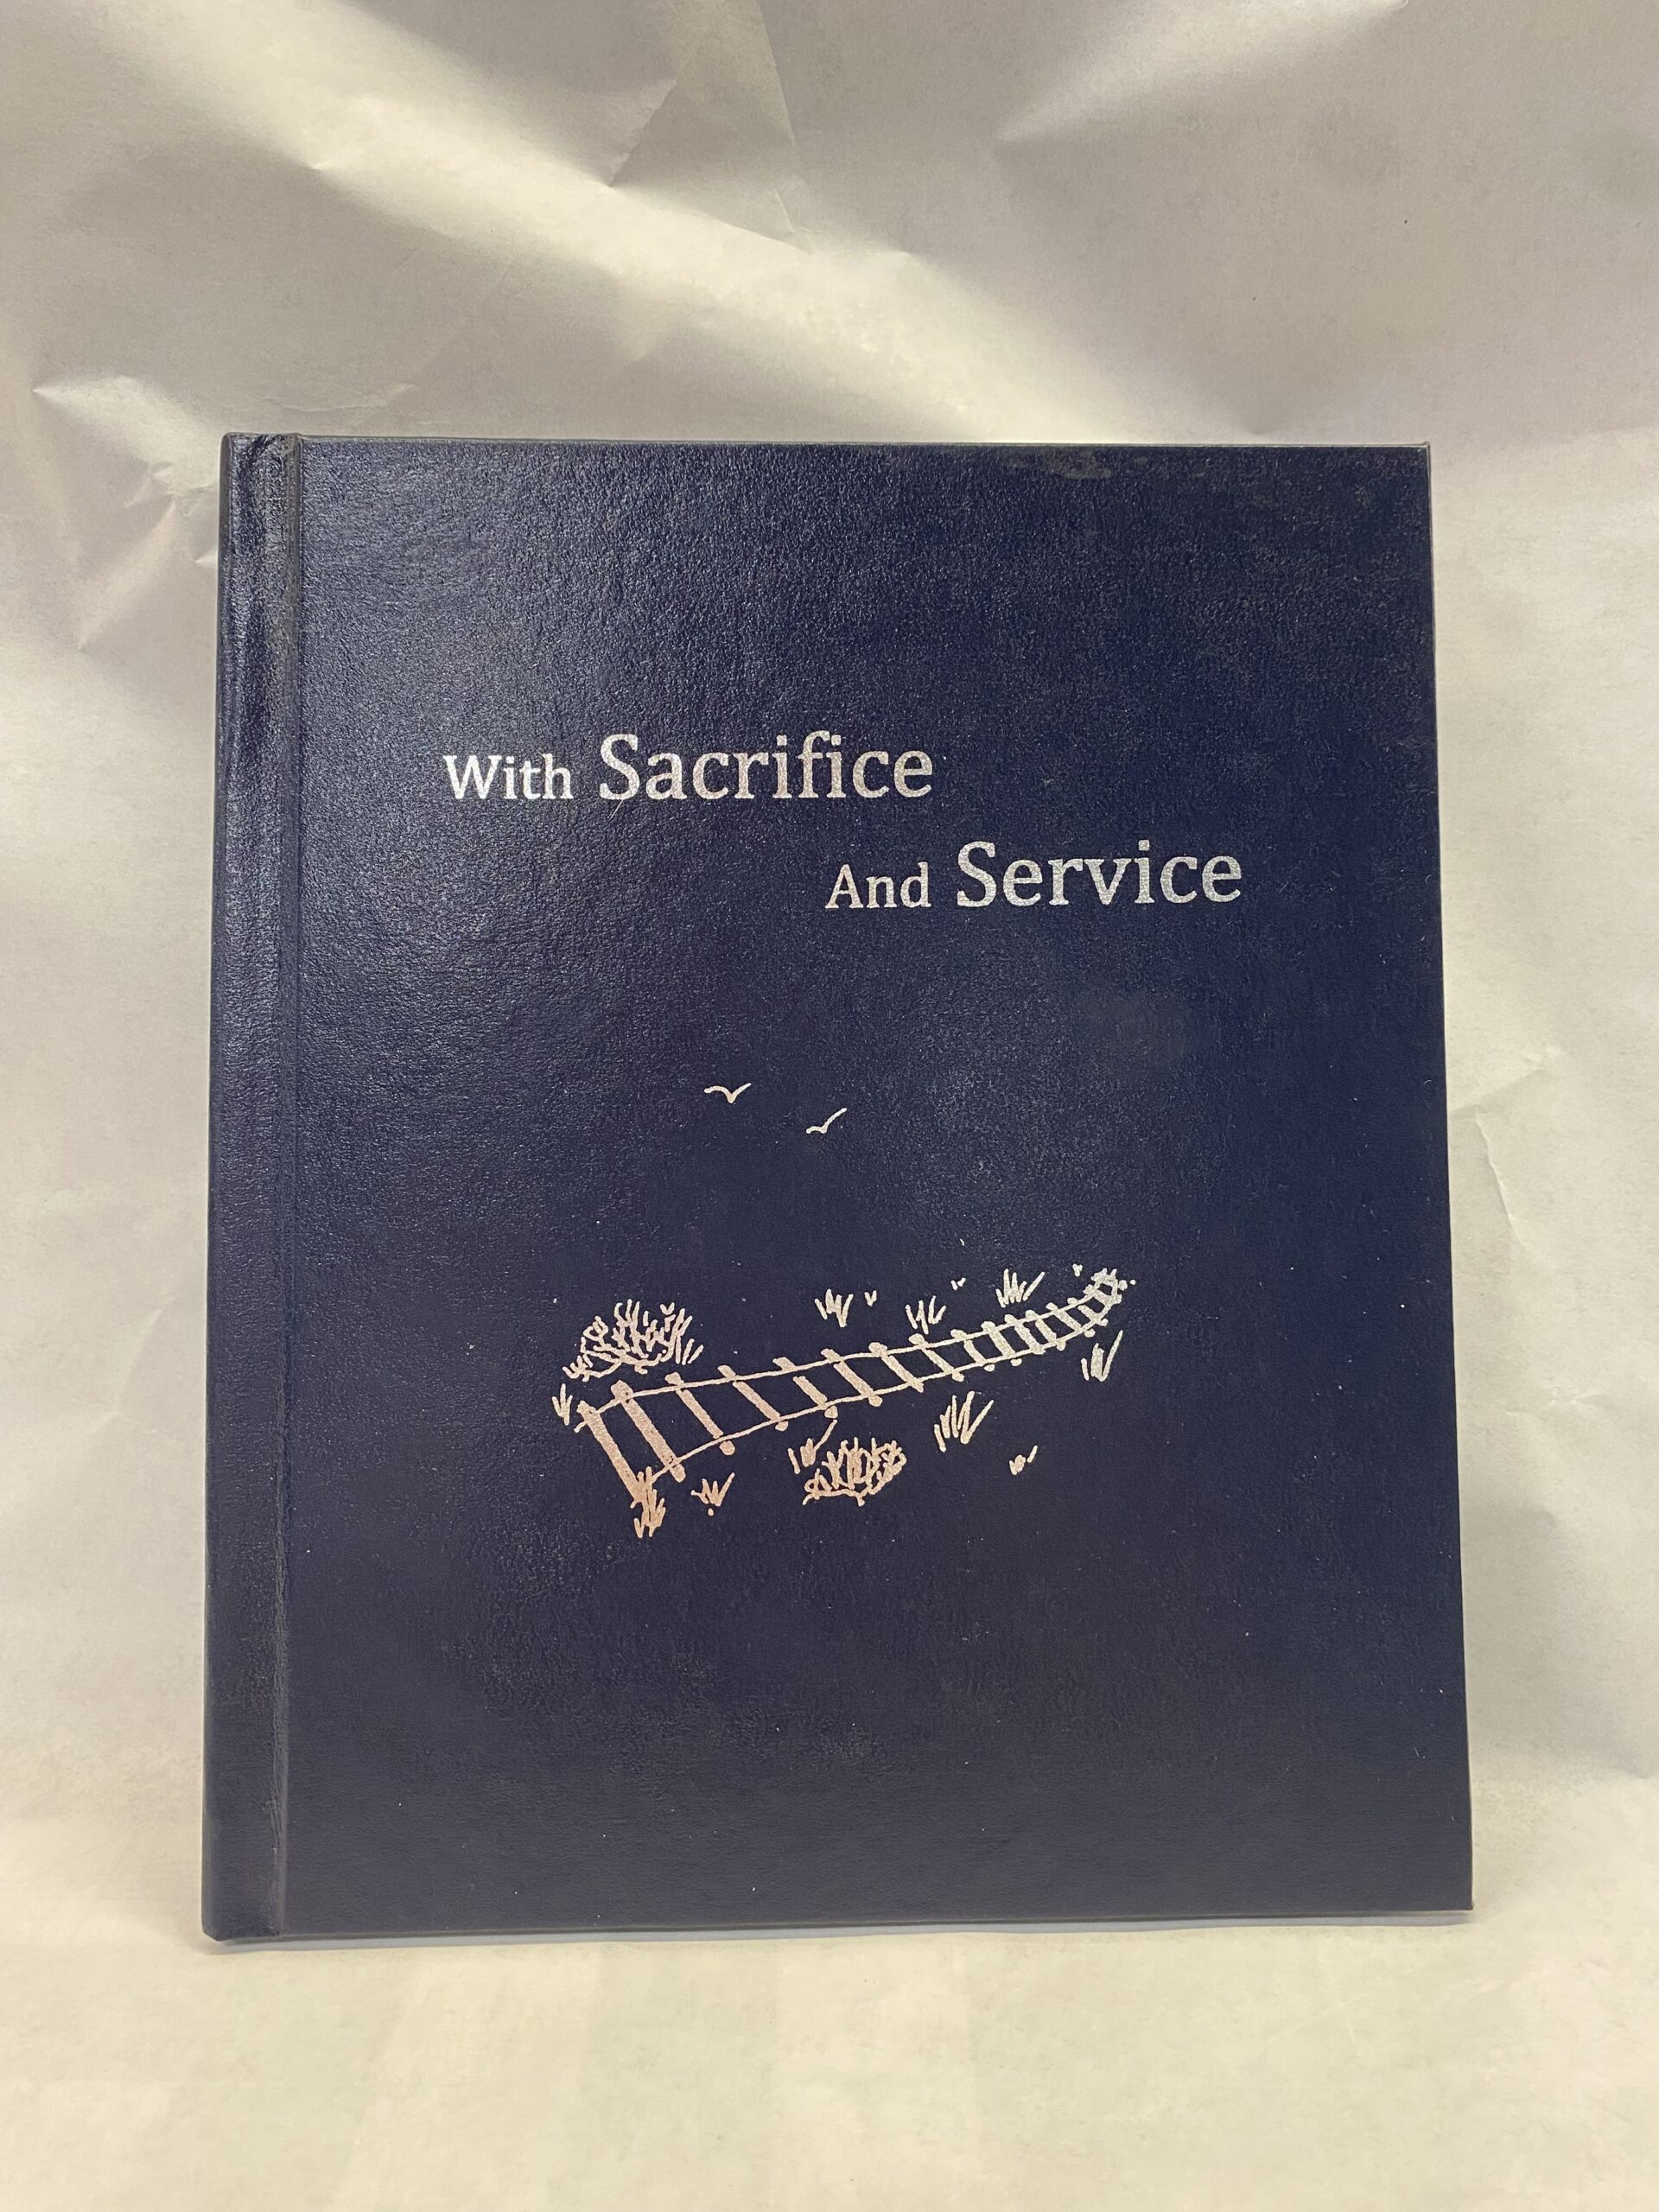 With Sacrifice
And Service